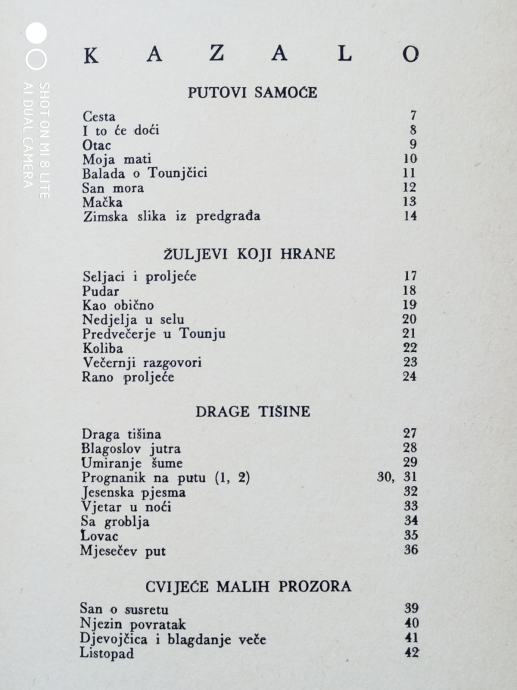 K A Z A L O
PUTOVI SAMOĆE
Cesta 7
I to će doći 8
Otac 9
Moja mati 10
Balada o Tounjčici 11
San mora 12
Mačka 13
Zimska slika iz predgrađa 14
ŽULJEVI KOJI HRANE
Seljaci i proljeće 17
Pudar 18
Kao obično 19
Nedjelja u selu 20
Predvečerje u Tounju 21
Koliba 22
Večernji razgovori 23
Rano proljeće 24
DRAGE TIŠINE
Draga tišina 27
Blagoslov jutra 28
Umiranje šume 29
Prognanik na putu (1, 2) 30, 31
Jesenska pjesma 32
Vjetar u noći 33
Sa groblja 34
Lovac 35
Mjesečev put 36
CVIJEĆE MALIH PROZORA
San o susretu 39
Njezin povratak 40
Djevojčica i blagdanje veče 41
Listopad 42
SHOT ON MI 8 LITE
AI DUAL CAMERA